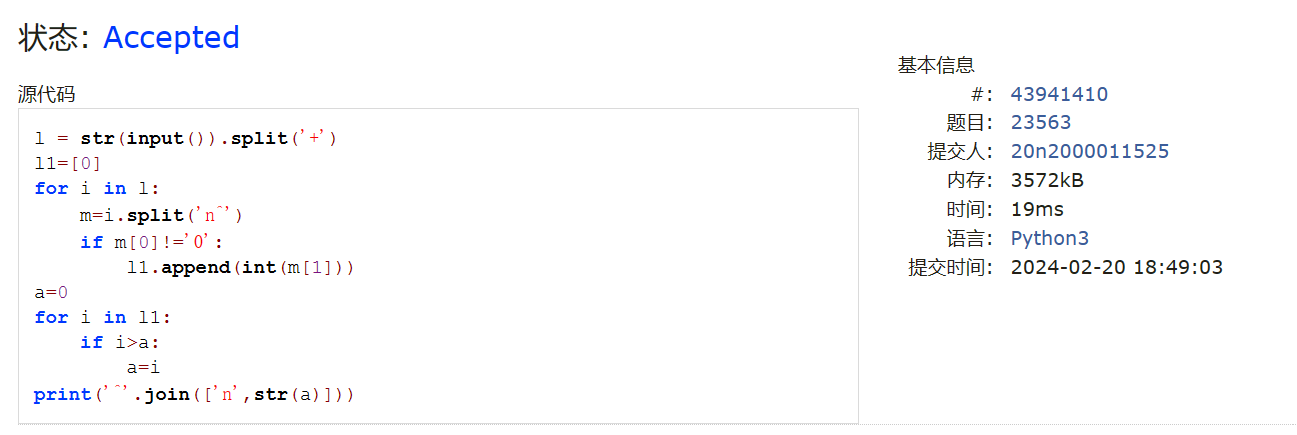 状态: Accepted
基本信息
#: 43941410
题目: 23563
提交人: 20n2000011525
内存: 3572kB
时间: 19ms
语言: Python3
提交时间: 2024-02-20 18:49:03
源代码
l = str(input()).split('+')
l1=[0]
for i in l:
    m=i.split('n^')
    if m[0]!='0':
        l1.append(int(m[1]))
a=0
for i in l1:
    if i>a:
        a=i
print('^'.join(['n',str(a)]))